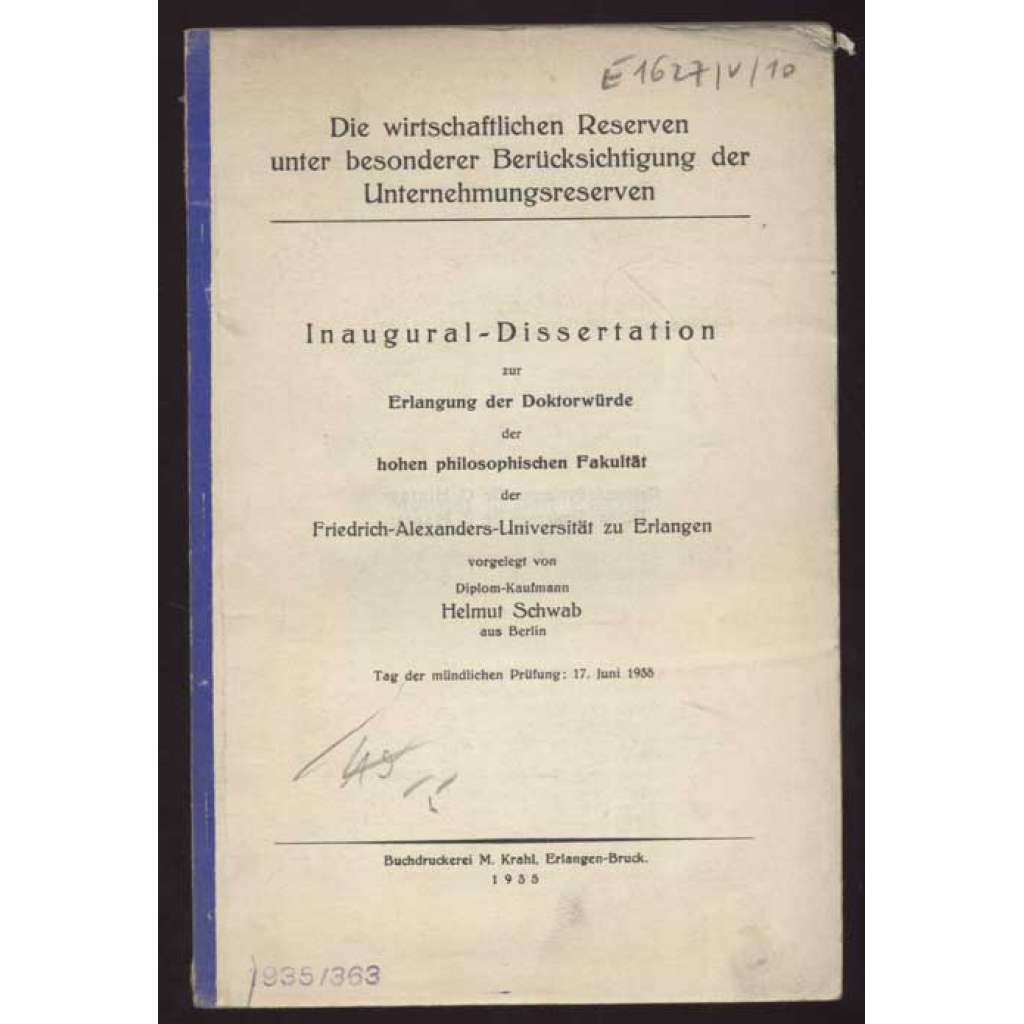 E 1627/V/10
Die wirtschaftlichen Reserven
unter besonderer Berücksichtigung der
Unternehmungsreserven
Inaugural-Dissertation
zur
Erlangung der Doktorwürde
der
hohen philosophischen Fakultät
der
Friedrich-Alexanders-Universität zu Erlangen
vorgelegt von
Diplom-Kaufmann
Helmut Schwab
aus Berlin
Tag der mündlichen Prüfung: 17. Juni 1935
Buchdruckerei M. Krahl, Erlangen-Bruck.
1935
1935/363